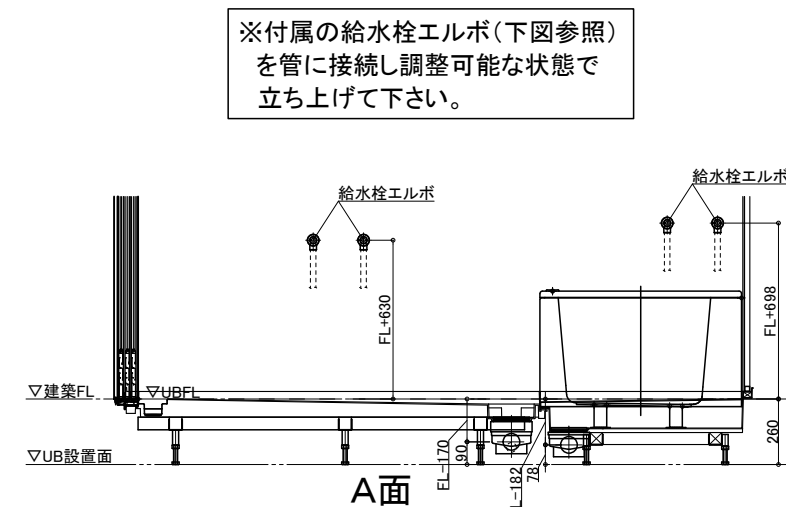 ※付属の給水栓エルボ(下図参照)
を管に接続し調整可能な状態で
立ち上げて下さい。
給水栓エルボ
給水栓エルボ
FL+630
FL+698
▽建築FL
▽UBFL
FL-170
90
L-182
78
260
▽UB設置面
A面